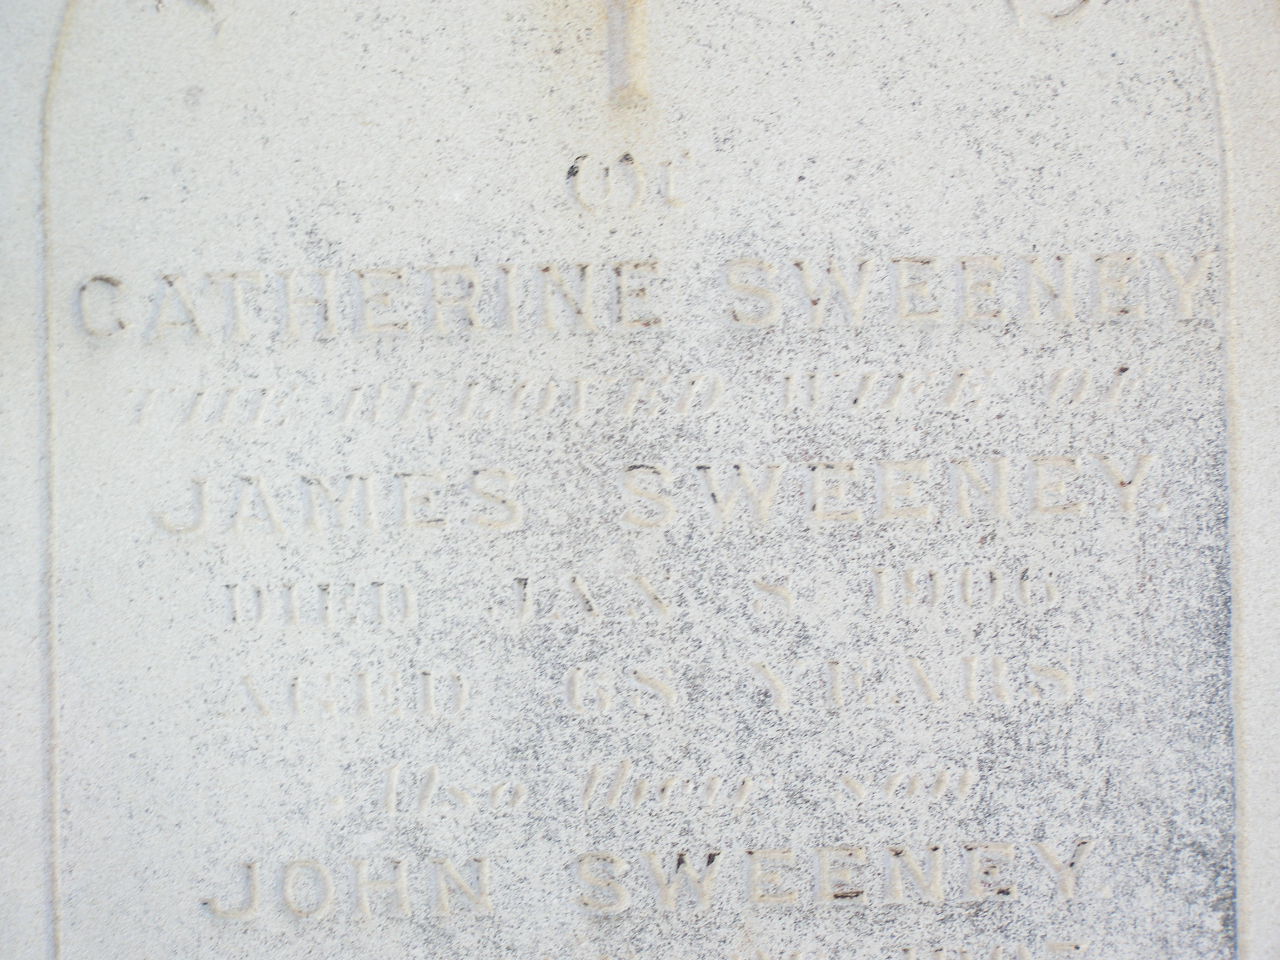 OF
CATHERINE SWEENEY
THE BELOVED WIFE OF
JAMES SWEENEY.
DIED JAN 8 1906
AGED 68 YEARS.
Also their son
JOHN SWEENEY